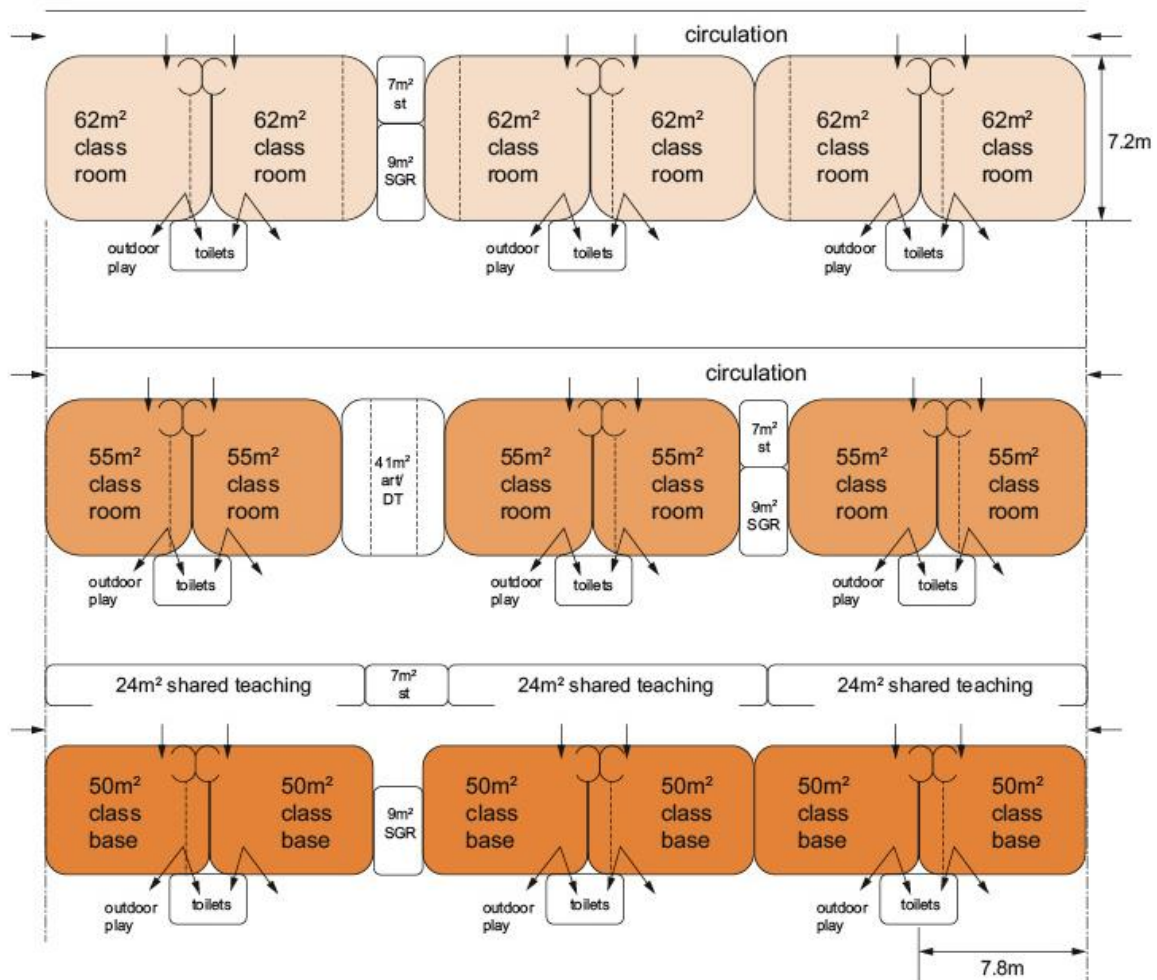 circulation
62m²
class
room
62m²
class
room
7m²
st
9m²
SGR
62m²
class
room
62m²
class
room
62m²
class
room
62m²
class
room
7.2m
outdoor
play
toilets
outdoor
play
toilets
outdoor
play
toilets
circulation
55m²
class
room
55m²
class
room
41m²
art/
DT
55m²
class
room
55m²
class
room
7m²
st
9m²
SGR
55m²
class
room
55m²
class
room
outdoor
play
toilets
outdoor
play
toilets
outdoor
play
toilets
24m² shared teaching
7m²
st
24m² shared teaching
24m² shared teaching
50m²
class
base
50m²
class
base
9m²
SGR
50m²
class
base
50m²
class
base
50m²
class
base
50m²
class
base
outdoor
play
toilets
outdoor
play
toilets
outdoor
play
toilets
7.8m